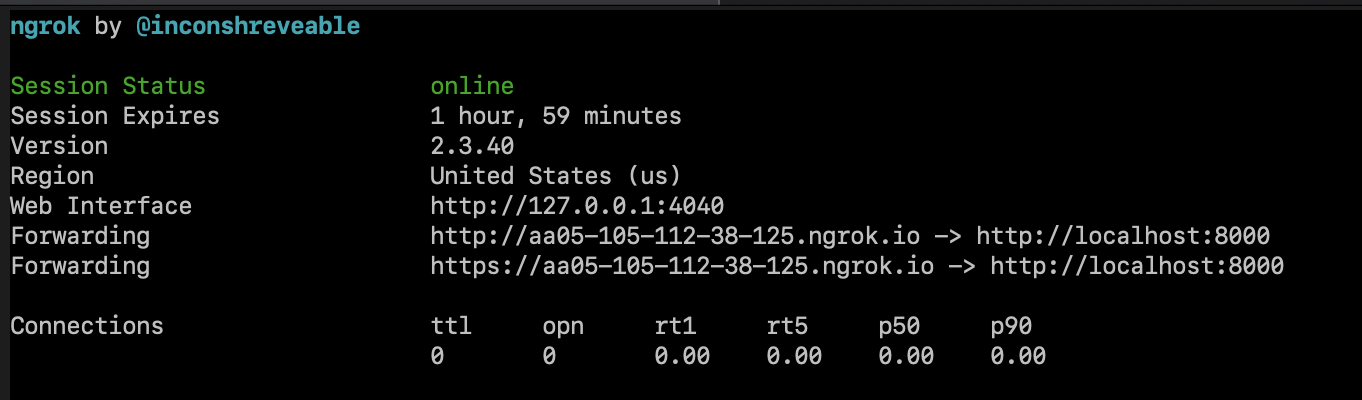 ngrok by @inconshreveable
Session Status online
Session Expires 1 hour, 59 minutes
Version 2.3.40
Region United States (us)
Web Interface http://127.0.0.1:4040
Forwarding http://aa05-105-112-38-125.ngrok.io -> http://localhost:8000
Forwarding https://aa05-105-112-38-125.ngrok.io -> http://localhost:8000
Connections ttl opn rt1 rt5 p50 p90
0 0 0.00 0.00 0.00 0.00